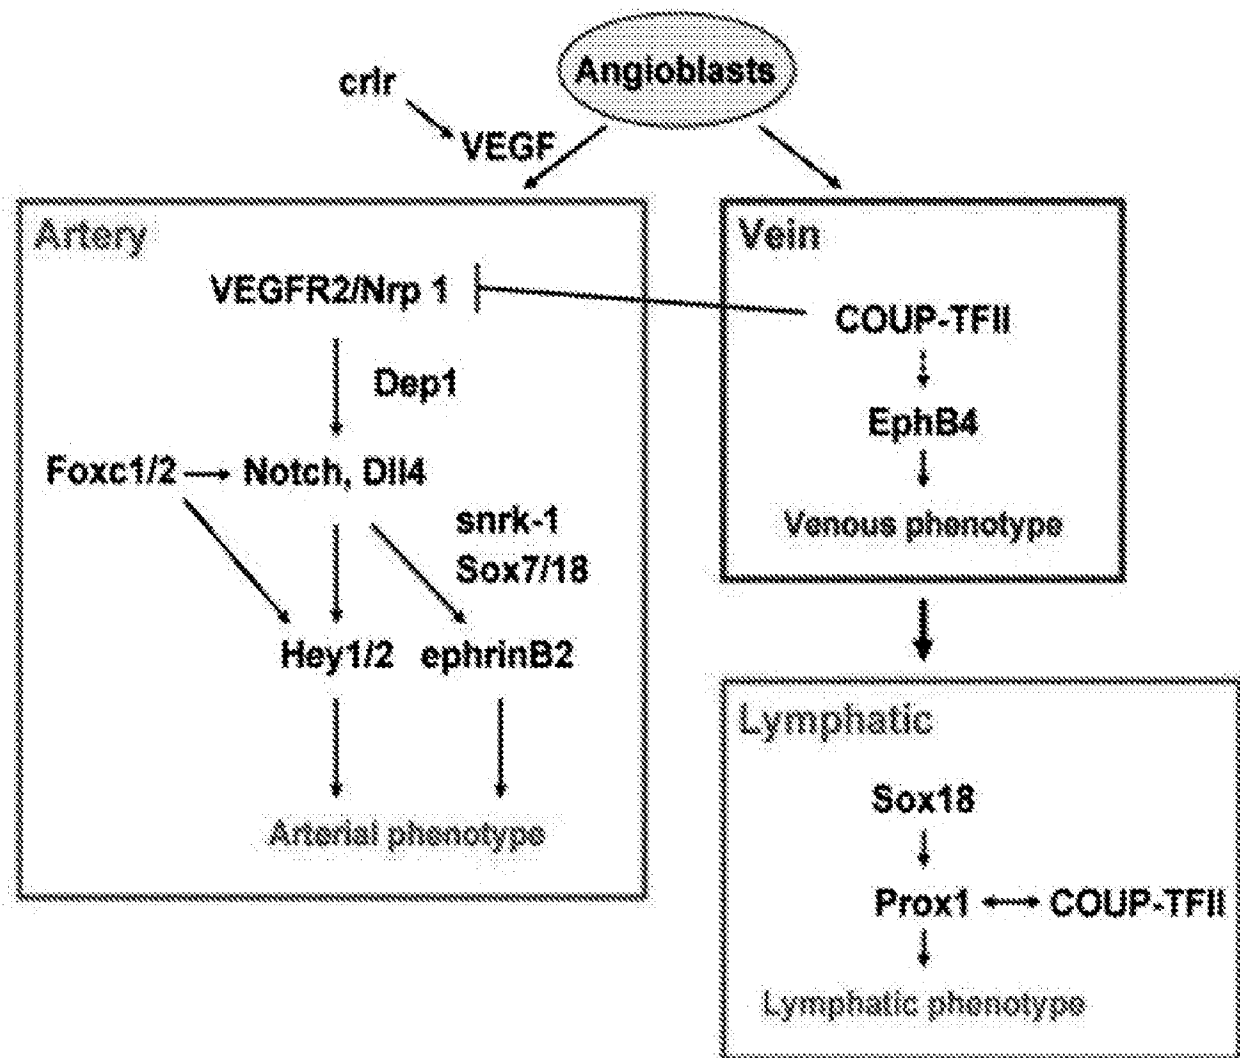 Angioblasts
crlr
VEGF
Artery
VEGFR2/Nrp 1
Dep1
Foxc1/2
Notch, Dll4
snrk-1
Sox7/18
Hey1/2
ephrinB2
Arterial phenotype
Vein
COUP-TFII
EphB4
Venous phenotype
Lymphatic
Sox18
Prox1
COUP-TFII
Lymphatic phenotype